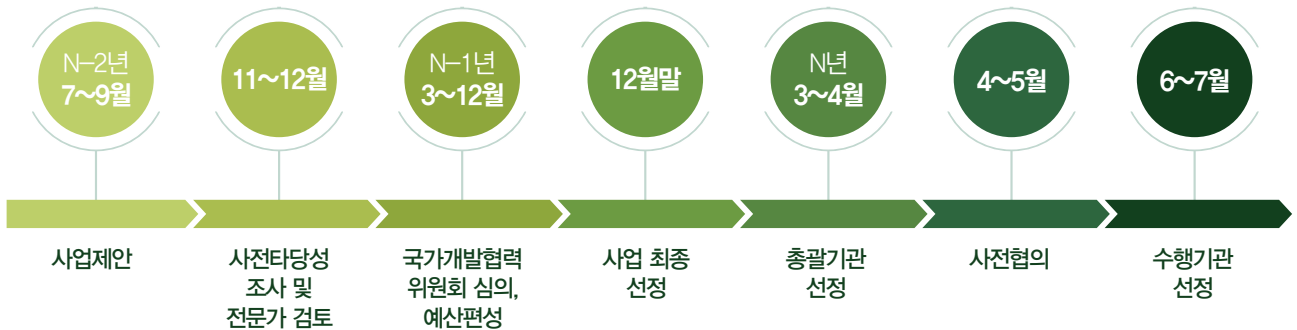 N-2년
7~9월
11~12월
N-1년
3~12월
12월말
N년
3~4월
4~5월
6~7월
사업제안
사전타당성
조사 및
전문가 검토
국가개발협력
위원회 심의,
예산편성
사업 최종
선정
총괄기관
선정
사전협의
수행기관
선정